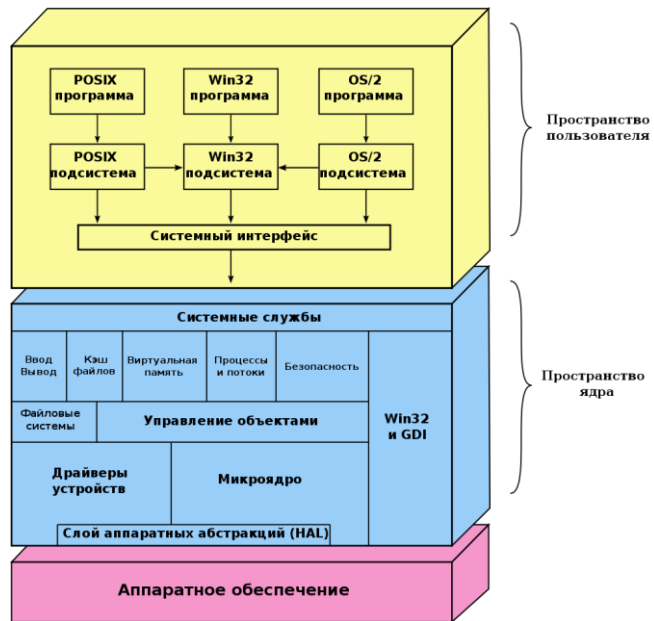 POSIX
программа
Win32
программа
OS/2
программа
Пространство
пользователя
POSIX
подсистема
Win32
подсистема
OS/2
подсистема
Системный интерфейс
Системные службы
Ввод
Вывод
Кэш
файлов
Виртуальная
память
Процессы
и потоки
Безопасность
Пространство
ядра
Файловые
системы
Управление объектами
Win32
и GDI
Драйверы
устройств
Микроядро
Слой аппаратных абстракций (HAL)
Аппаратное обеспечение